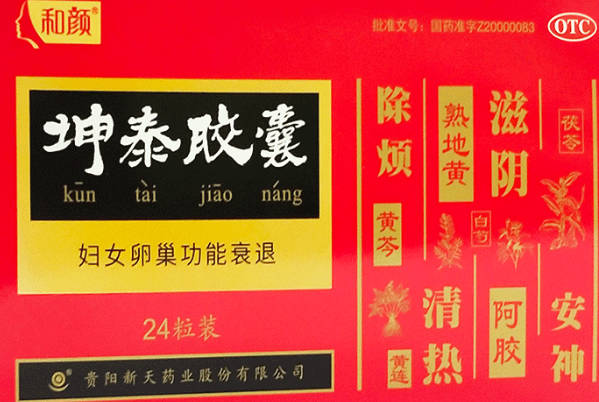 和颜®
批准文号：国药准字Z20000083
OTC
坤泰胶囊
kūn tài jiāo náng
妇女卵巢功能衰退
24粒装
贵阳新天药业股份有限公司
除烦
黄芩
熟地黄
清热
黄连
滋阴
白芍
阿胶
茯苓
安神